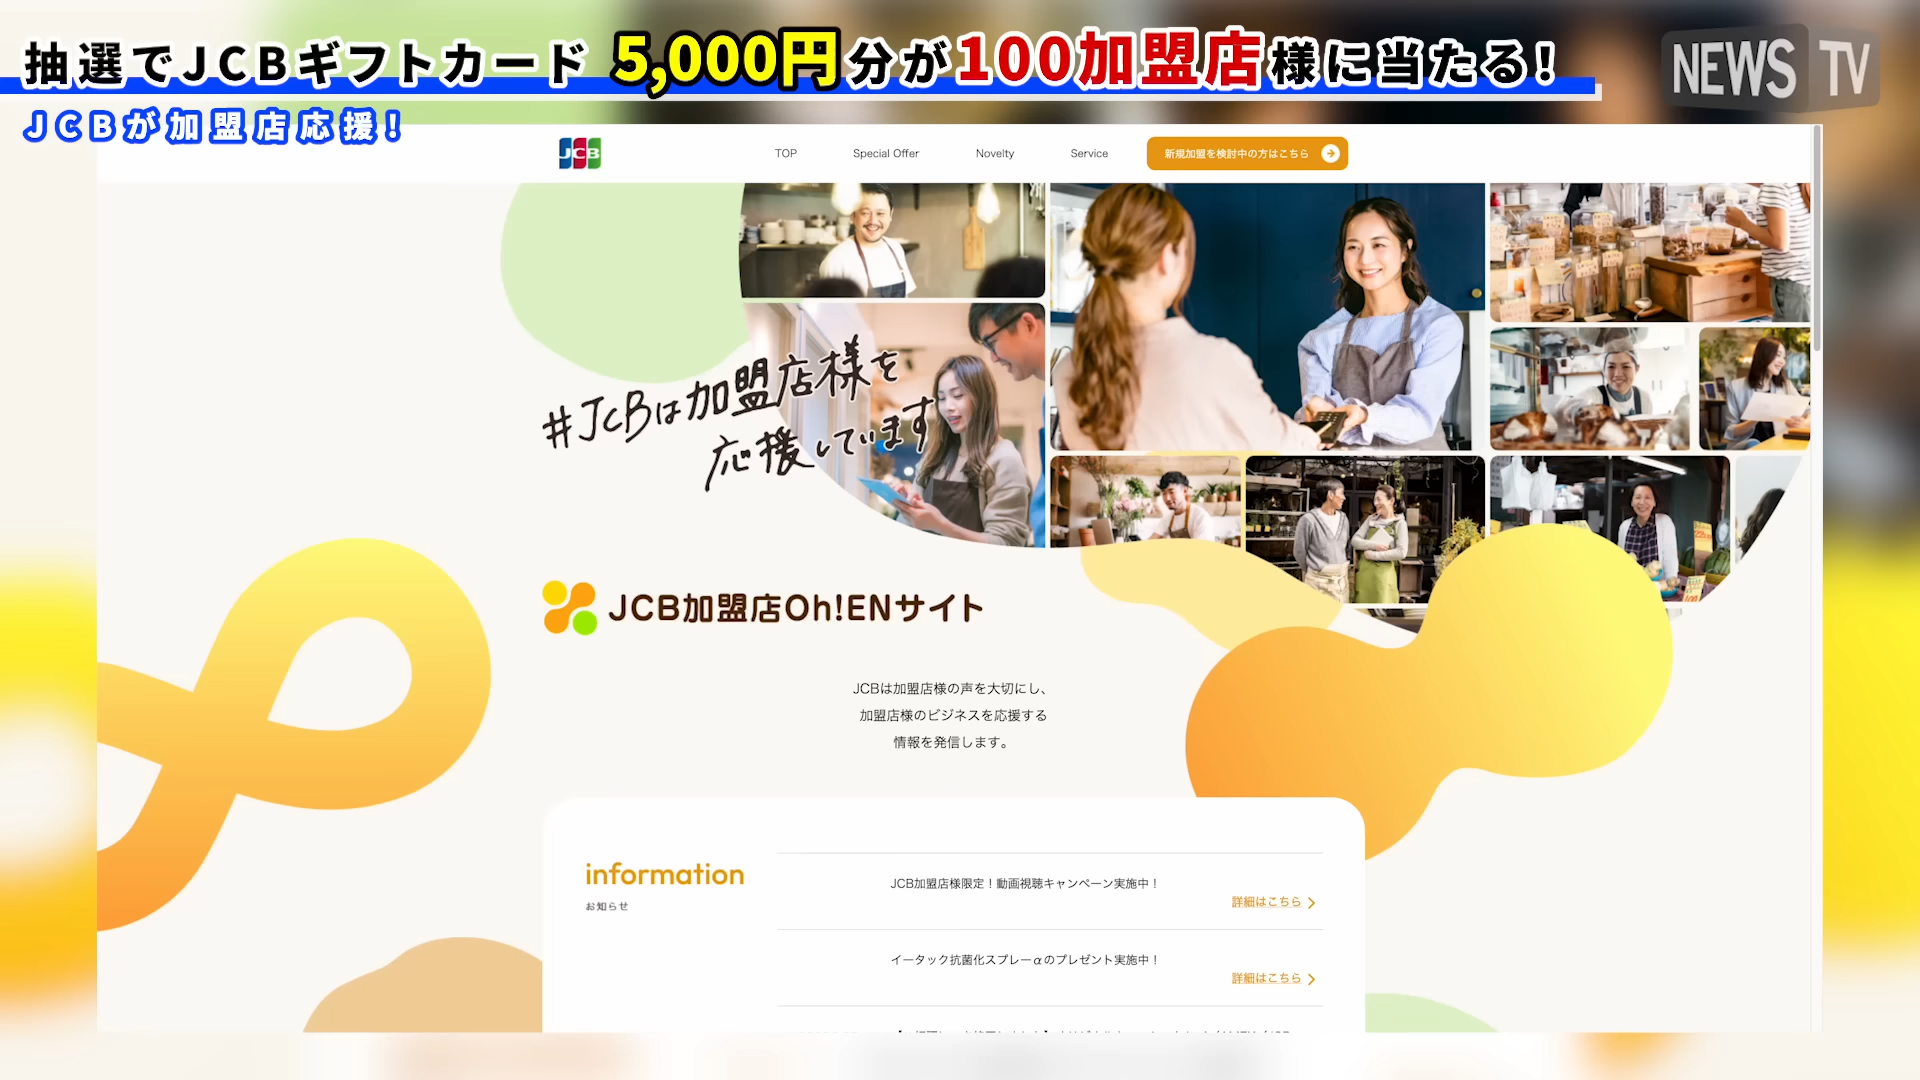 抽選でJCBギフトカード 5,000円分が100加盟店様に当たる!
NEWS TV
JCBが加盟店応援!
JCB
TOP
Special Offer
Novelty
Service
新規加盟を検討中の方はこちら
#JCBは加盟店様を
応援しています
JCB加盟店Oh!ENサイト
JCBは加盟店様の声を大切にし、
加盟店様のビジネスを応援する
情報を発信します。
information
お知らせ
JCB加盟店様限定！動画視聴キャンペーン実施中！
詳細はこちら
イータック抗菌化スプレーαのプレゼント実施中！
詳細はこちら